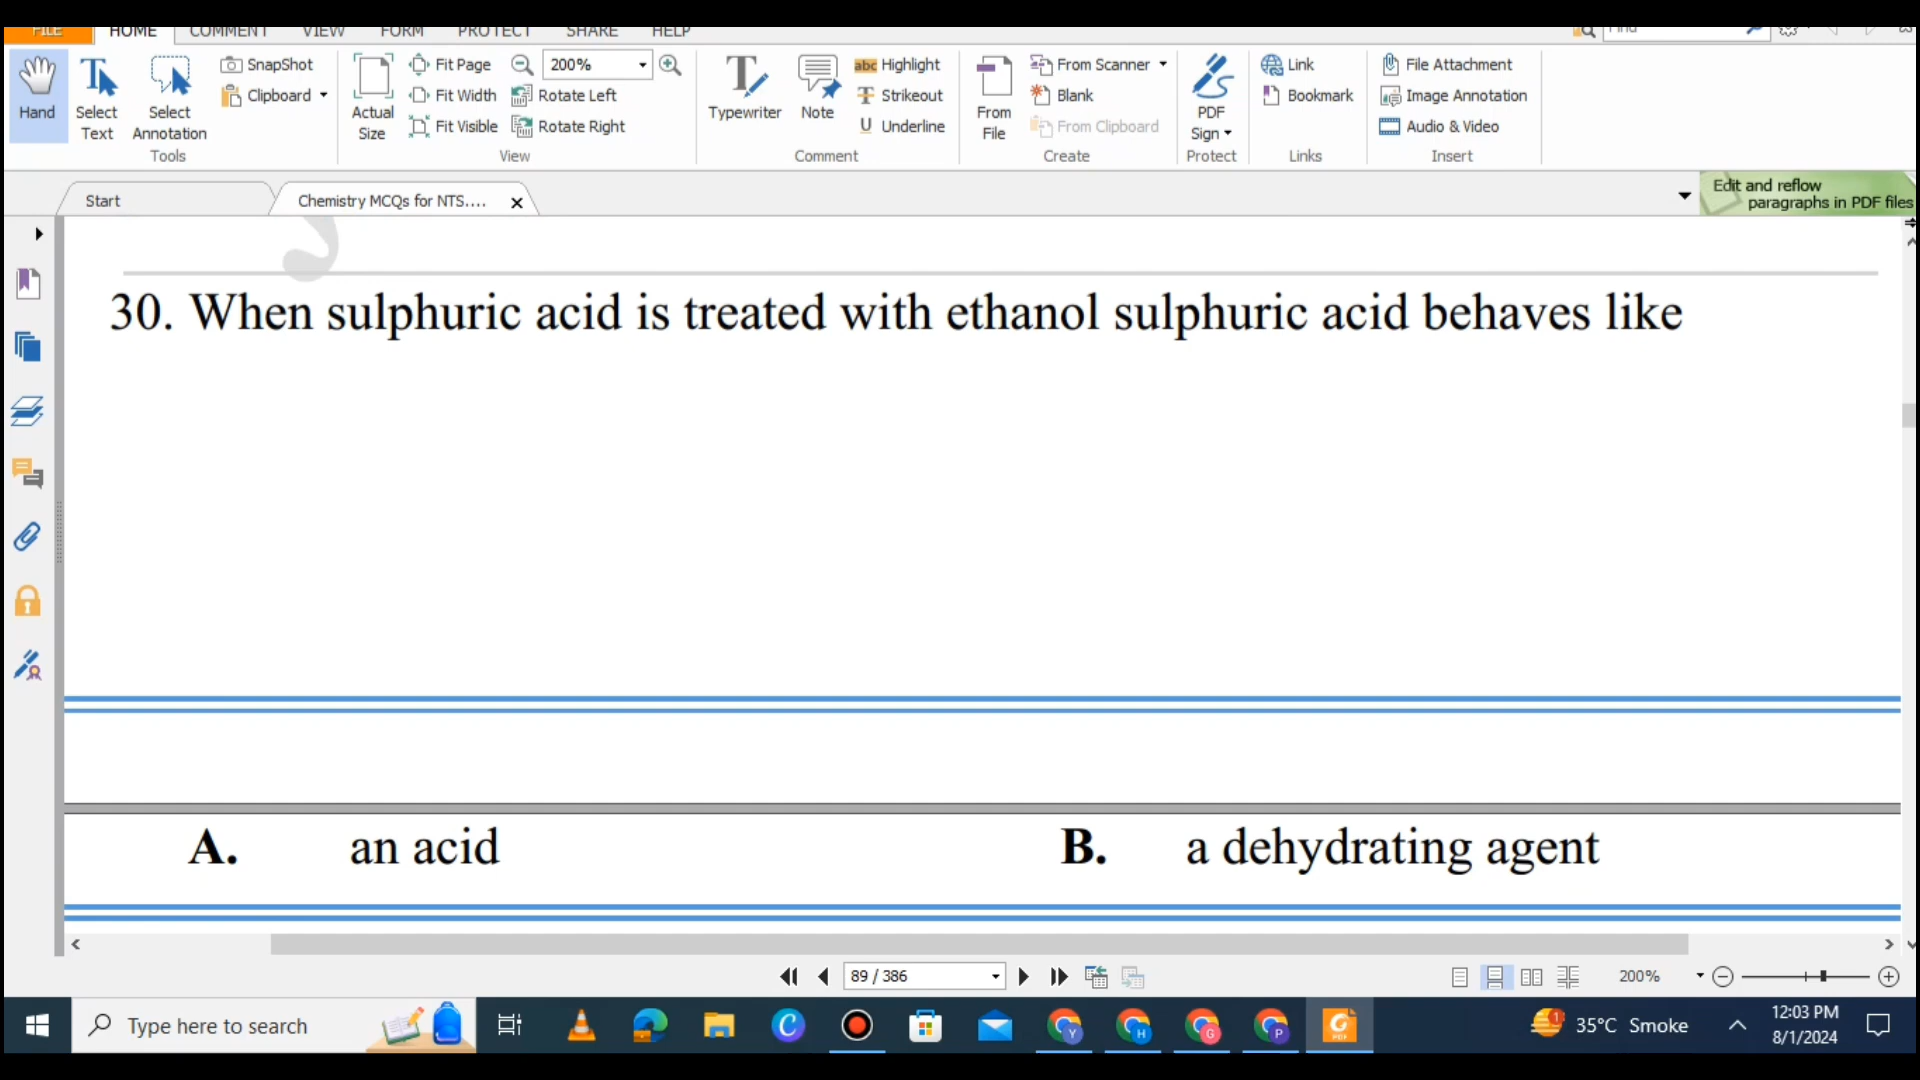 FILE HOME COMMENT VIEW FORM PROTECT SHARE HELP Find
SnapShot Fit Page 200% Highlight From Scanner Link File Attachment
Clipboard Fit Width Rotate Left Strikeout Blank Bookmark Image Annotation
Hand Select Text Select Annotation Actual Size Typewriter Note From File PDF Sign
Fit Visible Rotate Right Underline From Clipboard Audio & Video
Tools View Comment Create Protect Links Insert
Start Chemistry MCQs for NTS.... Edit and reflow
paragraphs in PDF files
30. When sulphuric acid is treated with ethanol sulphuric acid behaves like
A. an acid B. a dehydrating agent
89 / 386 200%
Type here to search 35°C Smoke 12:03 PM
8/1/2024